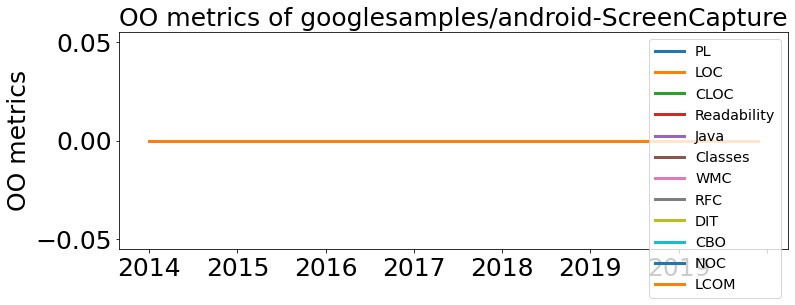 OO metrics of googlesamples/android-ScreenCapture
OO metrics
0.05
0.00
−0.05
2014 2015 2016 2017 2018 2019 2019
PL
LOC
CLOC
Readability
Java
Classes
WMC
RFC
DIT
CBO
NOC
LCOM